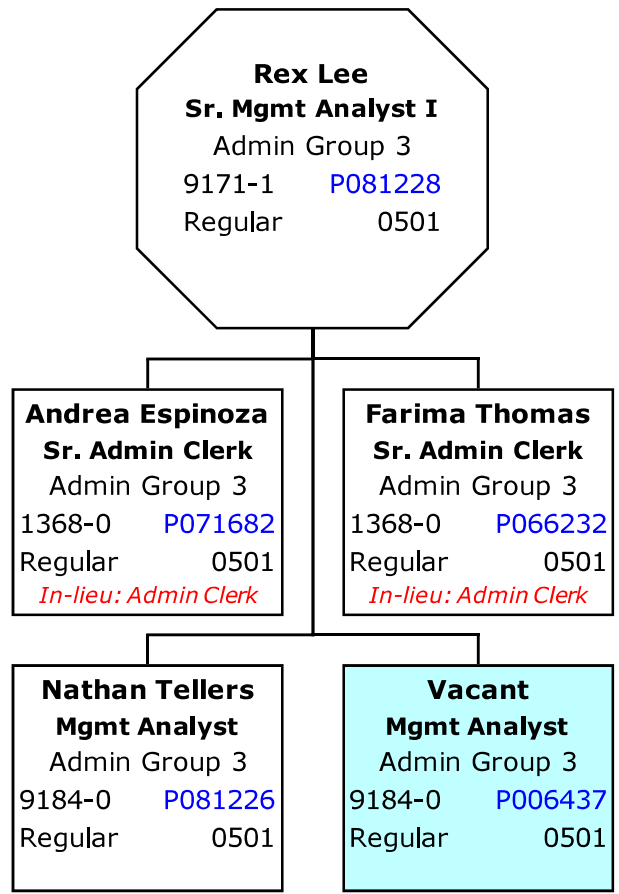 Rex Lee
Sr. Mgmt Analyst I
Admin Group 3
9171-1 P081228
Regular 0501
Andrea Espinoza
Sr. Admin Clerk
Admin Group 3
1368-0 P071682
Regular 0501
In-lieu: Admin Clerk
Farima Thomas
Sr. Admin Clerk
Admin Group 3
1368-0 P066232
Regular 0501
In-lieu: Admin Clerk
Nathan Tellers
Mgmt Analyst
Admin Group 3
9184-0 P081226
Regular 0501
Vacant
Mgmt Analyst
Admin Group 3
9184-0 P006437
Regular 0501